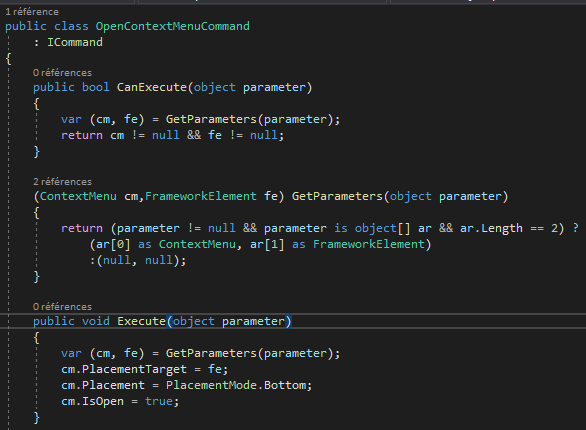 1 référence
public class OpenContextMenuCommand
: ICommand
{
0 références
public bool CanExecute(object parameter)
{
var (cm, fe) = GetParameters(parameter);
return cm != null && fe != null;
}
2 références
(ContextMenu cm,FrameworkElement fe) GetParameters(object parameter)
{
return (parameter != null && parameter is object[] ar && ar.Length == 2) ?
(ar[0] as ContextMenu, ar[1] as FrameworkElement)
:(null, null);
}
0 références
public void Execute(object parameter)
{
var (cm, fe) = GetParameters(parameter);
cm.PlacementTarget = fe;
cm.Placement = PlacementMode.Bottom;
cm.IsOpen = true;
}